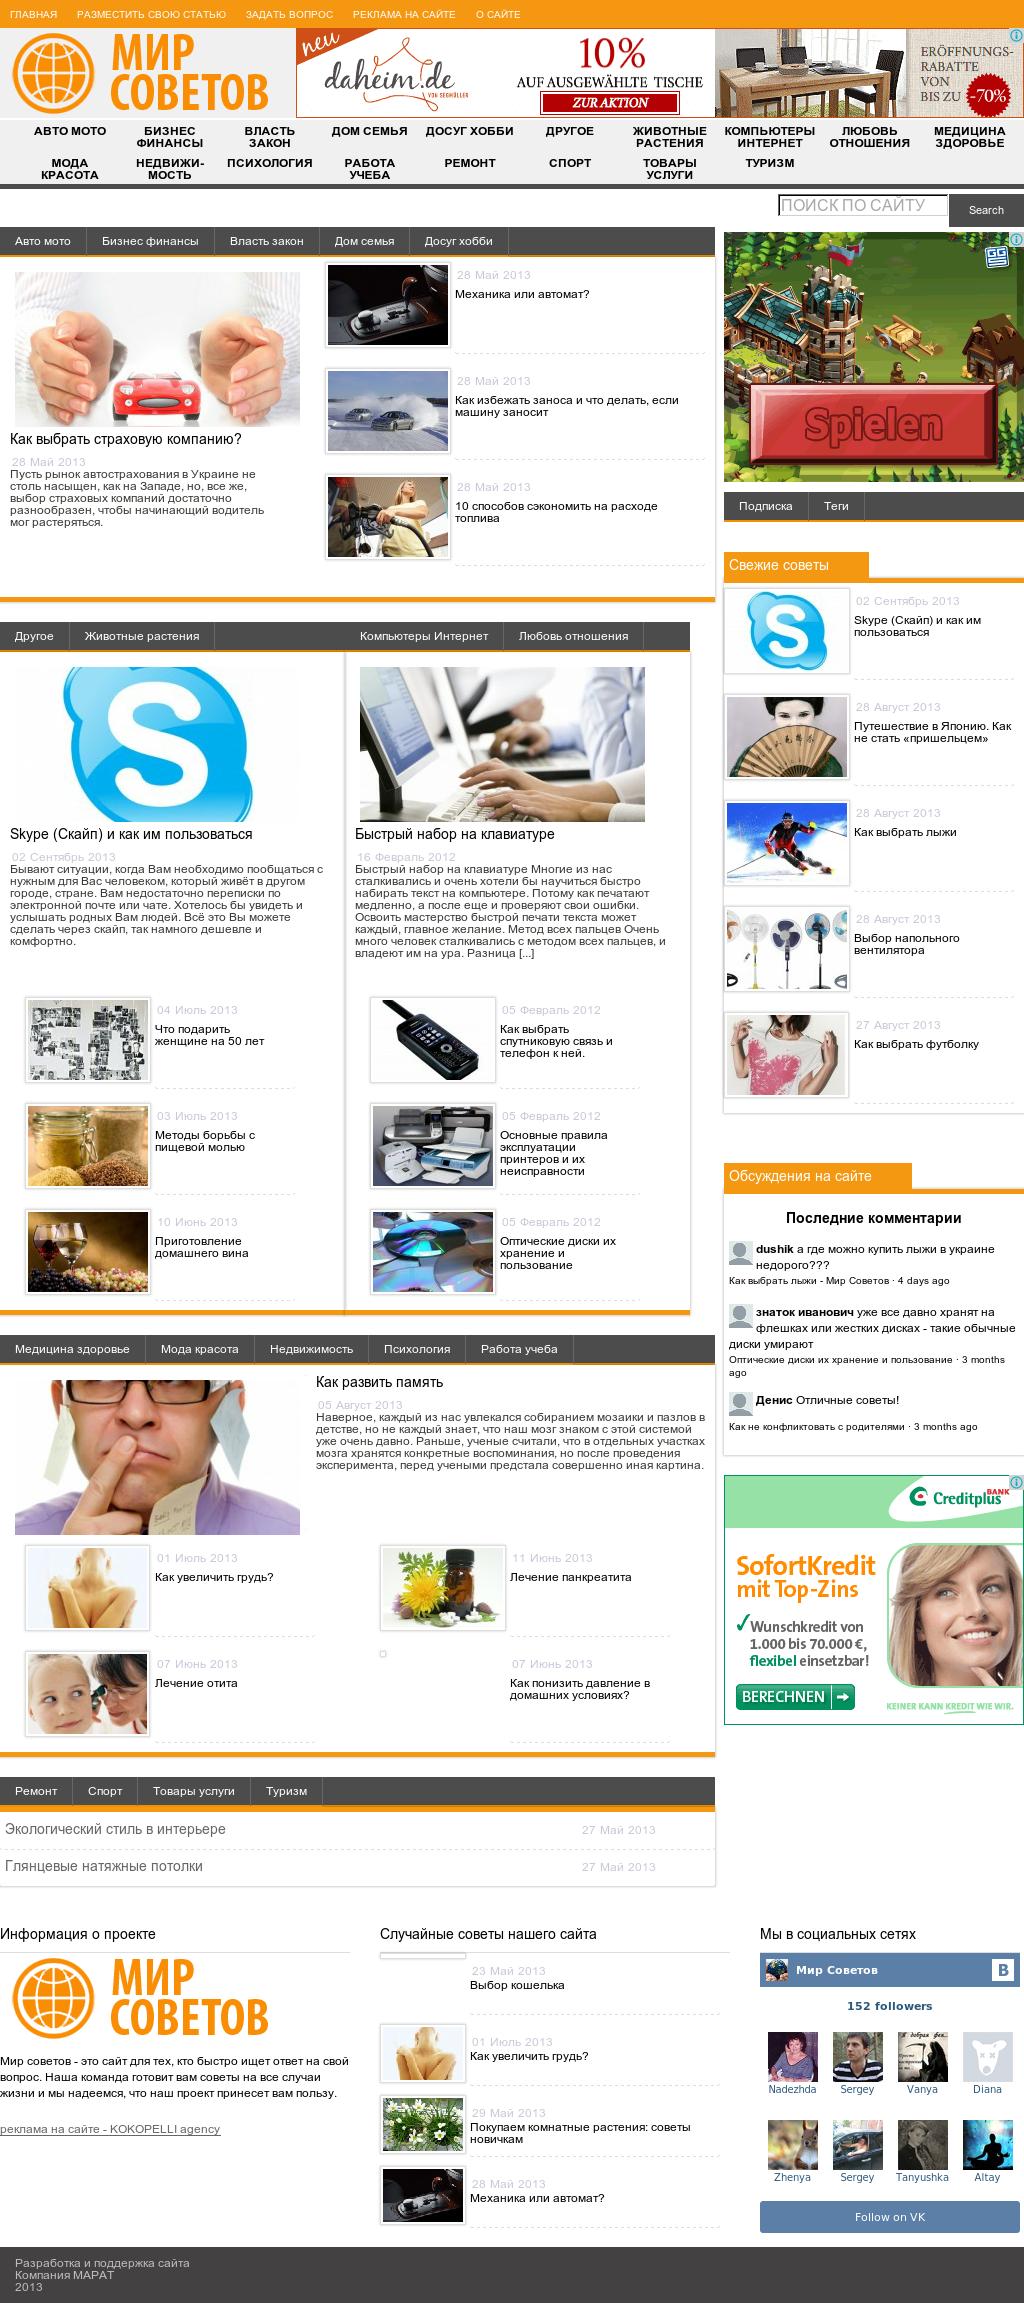 ГЛАВНАЯ РАЗМЕСТИТЬ СВОЮ СТАТЬЮ ЗАДАТЬ ВОПРОС РЕКЛАМА НА САЙТЕ О САЙТЕ
МИР
СОВЕТОВ
neu
daheim.de
VON SEGMÜLLER
10%
AUF AUSGEWÄHLTE TISCHE
ZUR AKTION
ERÖFFNUNGS-
RABATTE
VON
BIS ZU -70%
АВТО МОТО БИЗНЕС ФИНАНСЫ ВЛАСТЬ ЗАКОН ДОМ СЕМЬЯ ДОСУГ ХОББИ ДРУГОЕ ЖИВОТНЫЕ РАСТЕНИЯ КОМПЬЮТЕРЫ ИНТЕРНЕТ ЛЮБОВЬ ОТНОШЕНИЯ МЕДИЦИНА ЗДОРОВЬЕ
МОДА КРАСОТА НЕДВИЖИ-МОСТЬ ПСИХОЛОГИЯ РАБОТА УЧЕБА РЕМОНТ СПОРТ ТОВАРЫ УСЛУГИ ТУРИЗМ
ПОИСК ПО САЙТУ Search
Авто мото Бизнес финансы Власть закон Дом семья Досуг хобби
Как выбрать страховую компанию?
28 Май 2013
Пусть рынок автострахования в Украине не
столь насыщен, как на Западе, но, все же,
выбор страховых компаний достаточно
разнообразен, чтобы начинающий водитель
мог растеряться.
28 Май 2013
Механика или автомат?
28 Май 2013
Как избежать заноса и что делать, если
машину заносит
28 Май 2013
10 способов сэкономить на расходе
топлива
GG
Spielen
Подписка Теги
Свежие советы
02 Сентябрь 2013
Skype (Скайп) и как им
пользоваться
28 Август 2013
Путешествие в Японию. Как
не стать «пришельцем»
28 Август 2013
Как выбрать лыжи
28 Август 2013
Выбор напольного
вентилятора
27 Август 2013
Как выбрать футболку
Другое Животные растения
Skype (Скайп) и как им пользоваться
02 Сентябрь 2013
Бывают ситуации, когда Вам необходимо пообщаться с
нужным для Вас человеком, который живёт в другом
городе, стране. Вам недостаточно переписки по
электронной почте или чате. Хотелось бы увидеть и
услышать родных Вам людей. Всё это Вы можете
сделать через скайп, так намного дешевле и
комфортно.
04 Июль 2013
Что подарить
женщине на 50 лет
03 Июль 2013
Методы борьбы с
пищевой молью
10 Июнь 2013
Приготовление
домашнего вина
Компьютеры Интернет Любовь отношения
Быстрый набор на клавиатуре
16 Февраль 2012
Быстрый набор на клавиатуре Многие из нас
сталкивались и очень хотели бы научиться быстро
набирать текст на компьютере. Потому как печатают
медленно, а после еще и проверяют свои ошибки.
Освоить мастерство быстрой печати текста может
каждый, главное желание. Метод всех пальцев Очень
много человек сталкивались с методом всех пальцев, и
владеют им на ура. Разница [...]
05 Февраль 2012
Как выбрать
спутниковую связь и
телефон к ней.
05 Февраль 2012
Основные правила
эксплуатации
принтеров и их
неисправности
05 Февраль 2012
Оптические диски их
хранение и
пользование
Обсуждения на сайте
Последние комментарии
dushik а где можно купить лыжи в украине
недорого???
Как выбрать лыжи - Мир Советов · 4 days ago
знаток иванович уже все давно хранят на
флешках или жестких дисках - такие обычные
диски умирают
Оптические диски их хранение и пользование · 3 months
ago
Денис Отличные советы!
Как не конфликтовать с родителями · 3 months ago
Медицина здоровье Мода красота Недвижимость Психология Работа учеба
Как развить память
05 Август 2013
Наверное, каждый из нас увлекался собиранием мозаики и пазлов в
детстве, но не каждый знает, что наш мозг знаком с этой системой
уже очень давно. Раньше, ученые считали, что в отдельных участках
мозга хранятся конкретные воспоминания, но после проведения
эксперимента, перед учеными предстала совершенно иная картина.
01 Июль 2013
Как увеличить грудь?
11 Июнь 2013
Лечение панкреатита
07 Июнь 2013
Лечение отита
07 Июнь 2013
Как понизить давление в
домашних условиях?
Creditplus BANK
SofortKredit
mit Top-Zins
Wunschkredit von
1.000 bis 70.000 €,
flexibel einsetzbar!
BERECHNEN
KEINER KANN KREDIT WIE WIR.
Ремонт Спорт Товары услуги Туризм
Экологический стиль в интерьере 27 Май 2013
Глянцевые натяжные потолки 27 Май 2013
Информация о проекте
МИР
СОВЕТОВ
Мир советов - это сайт для тех, кто быстро ищет ответ на свой
вопрос. Наша команда готовит вам советы на все случаи
жизни и мы надеемся, что наш проект принесет вам пользу.
реклама на сайте - KOKOPELLI agency
Случайные советы нашего сайта
23 Май 2013
Выбор кошелька
01 Июль 2013
Как увеличить грудь?
29 Май 2013
Покупаем комнатные растения: советы
новичкам
28 Май 2013
Механика или автомат?
Мы в социальных сетях
Мир Советов B
152 followers
Nadezhda Sergey Vanya Diana
Zhenya Sergey Tanyushka Altay
Follow on VK
Разработка и поддержка сайта
Компания МАРАТ
2013